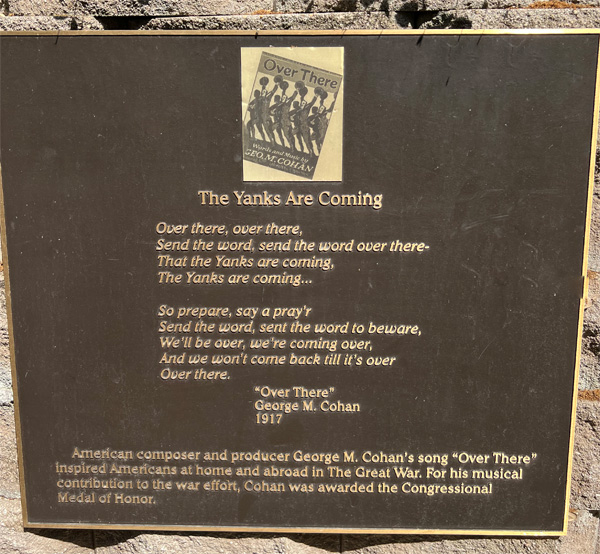 Over There
Words and Music by
GEO. M. COHAN
The Yanks Are Coming
Over there, over there,
Send the word, send the word over there-
That the Yanks are coming,
The Yanks are coming...
So prepare, say a pray'r
Send the word, sent the word to beware,
We'll be over, we're coming over,
And we won't come back till it's over
Over there.
"Over There"
George M. Cohan
1917
American composer and producer George M. Cohan's song "Over There"
inspired Americans at home and abroad in The Great War. For his musical
contribution to the war effort, Cohan was awarded the Congressional
Medal of Honor.